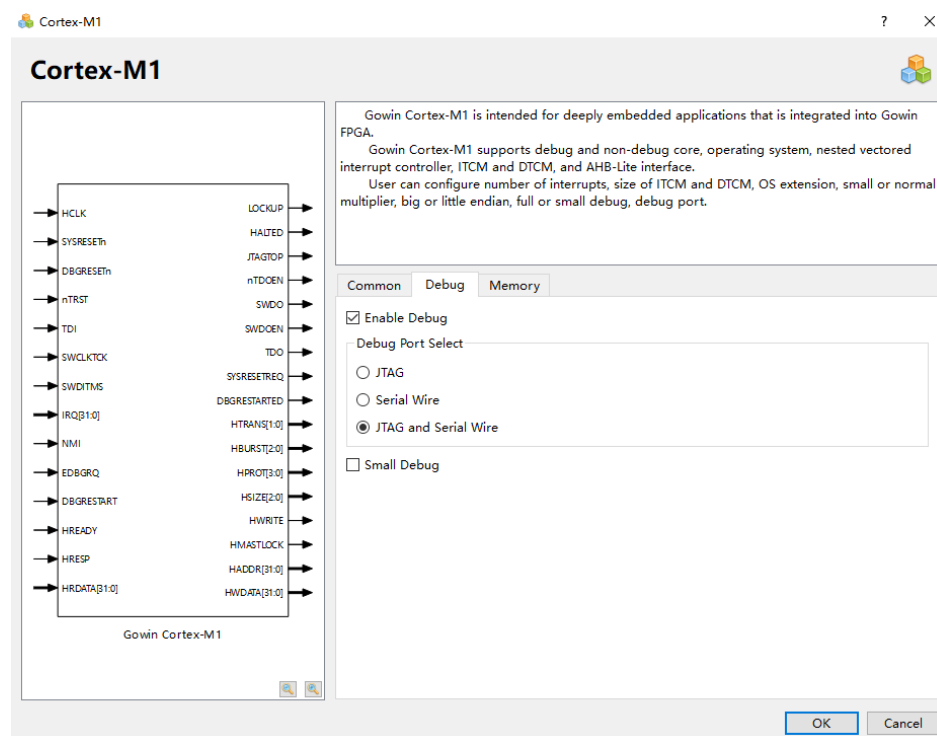 Cortex-M1
?
Cortex-M1
HCLK
SYSRESETn
DBGRESETn
nTRST
TDI
SWCLKTCK
SWDITMS
IRQ[31:0]
NMI
EDBGRQ
DBGRESTART
HREADY
HRESP
HRDATA[31:0]
LOCKUP
HALTED
JTAGTOP
nTDOEN
SWDO
SWDOEN
TDO
SYSRESETREQ
DBGRESTARTED
HTRANS[1:0]
HBURST[2:0]
HPROT[3:0]
HSIZE[2:0]
HWRITE
HMASTLOCK
HADDR[31:0]
HWDATA[31:0]
Gowin Cortex-M1
Gowin Cortex-M1 is intended for deeply embedded applications that is integrated into Gowin
FPGA.
Gowin Cortex-M1 supports debug and non-debug core, operating system, nested vectored
interrupt controller, ITCM and DTCM, and AHB-Lite interface.
User can configure number of interrupts, size of ITCM and DTCM, OS extension, small or normal
multiplier, big or little endian, full or small debug, debug port.
Common Debug Memory
Enable Debug
Debug Port Select
JTAG
Serial Wire
JTAG and Serial Wire
Small Debug
OK Cancel